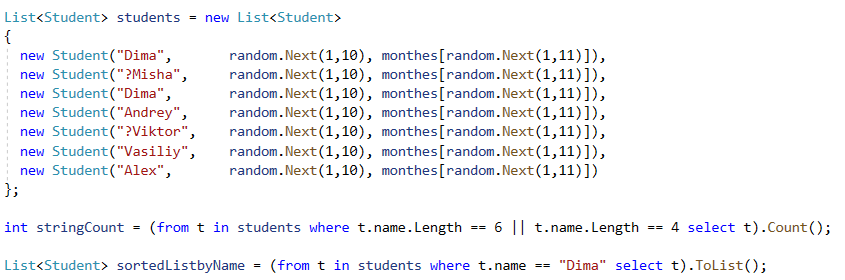 List<Student> students = new List<Student>
{
new Student("Dima", random.Next(1,10), monthes[random.Next(1,11)]),
new Student("?Misha", random.Next(1,10), monthes[random.Next(1,11)]),
new Student("Dima", random.Next(1,10), monthes[random.Next(1,11)]),
new Student("Andrey", random.Next(1,10), monthes[random.Next(1,11)]),
new Student("?Viktor", random.Next(1,10), monthes[random.Next(1,11)]),
new Student("Vasiliy", random.Next(1,10), monthes[random.Next(1,11)]),
new Student("Alex", random.Next(1,10), monthes[random.Next(1,11)])
};
int stringCount = (from t in students where t.name.Length == 6 || t.name.Length == 4 select t).Count();
List<Student> sortedListbyName = (from t in students where t.name == "Dima" select t).ToList();